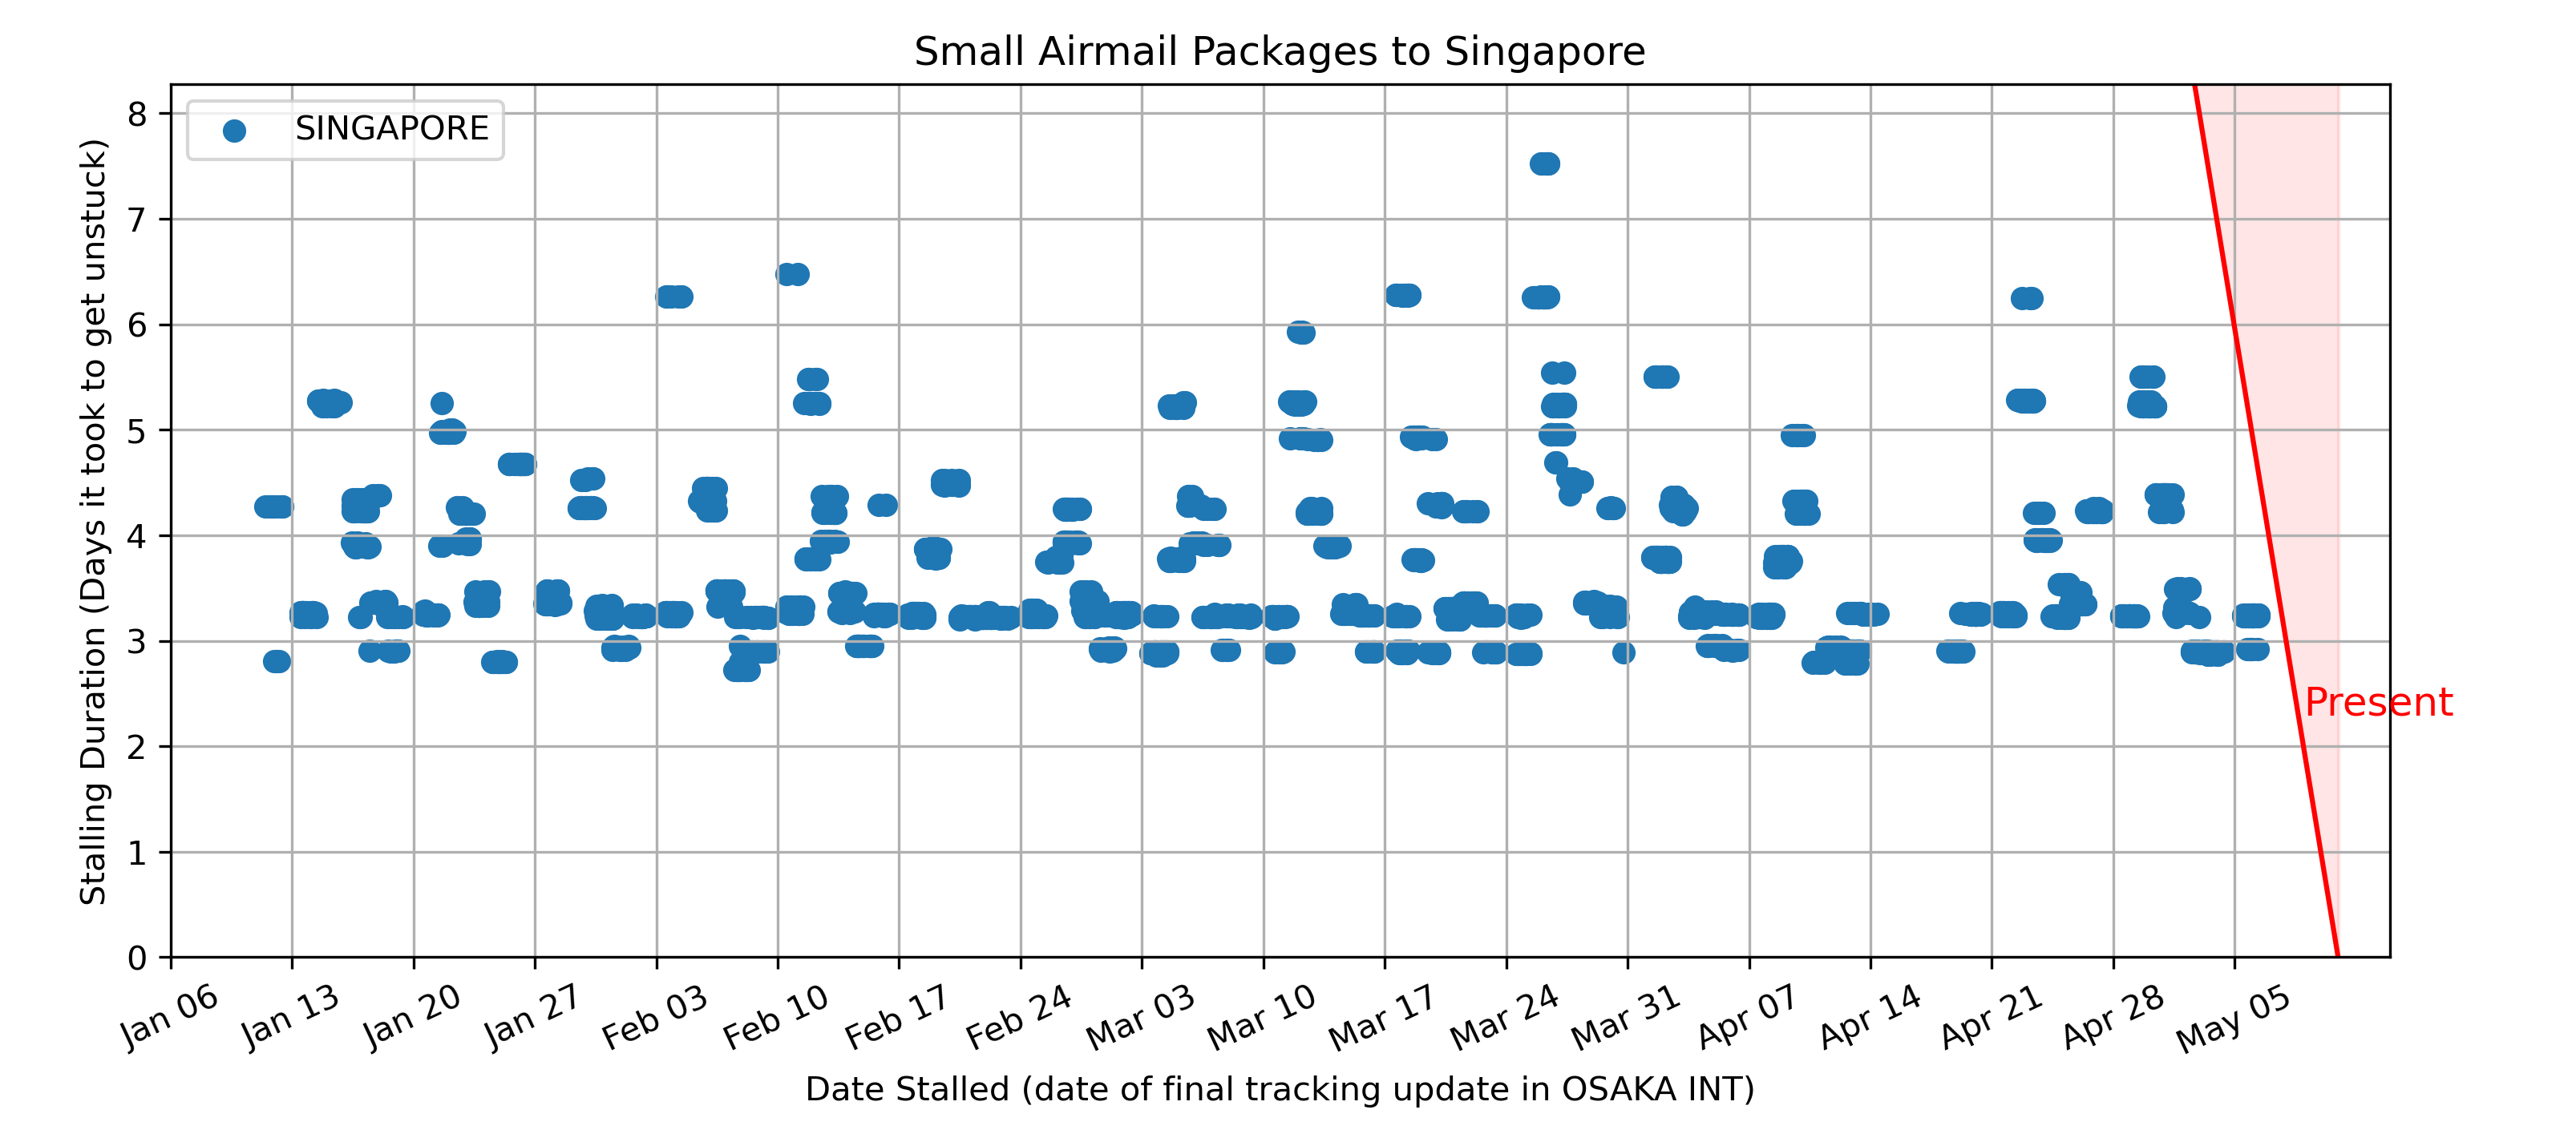 Small Airmail Packages to Singapore
SINGAPORE
Stalling Duration (Days it took to get unstuck)
8
7
6
5
4
3
2
1
0
Present
Jan 06
Jan 13
Jan 20
Jan 27
Feb 03
Feb 10
Feb 17
Feb 24
Mar 03
Mar 10
Mar 17
Mar 24
Mar 31
Apr 07
Apr 14
Apr 21
Apr 28
May 05
Date Stalled (date of final tracking update in OSAKA INT)